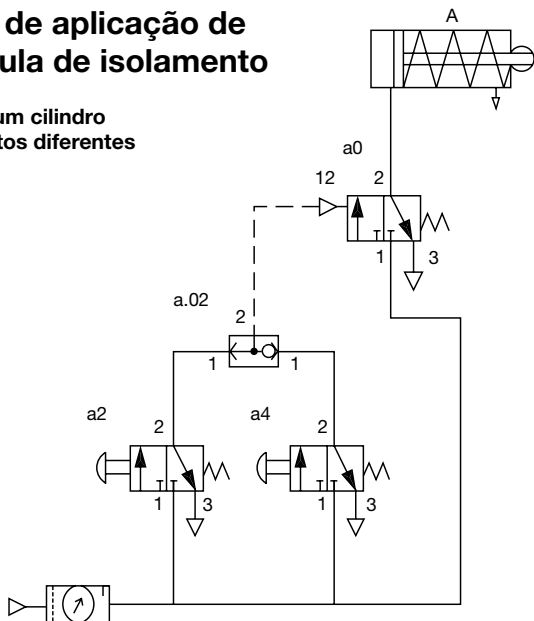 de aplicação de
ula de isolamento
um cilindro
tos diferentes
A
a0
12 2
1 3
a.02
2
1 1
a2 a4
2 2
1 3 1 3